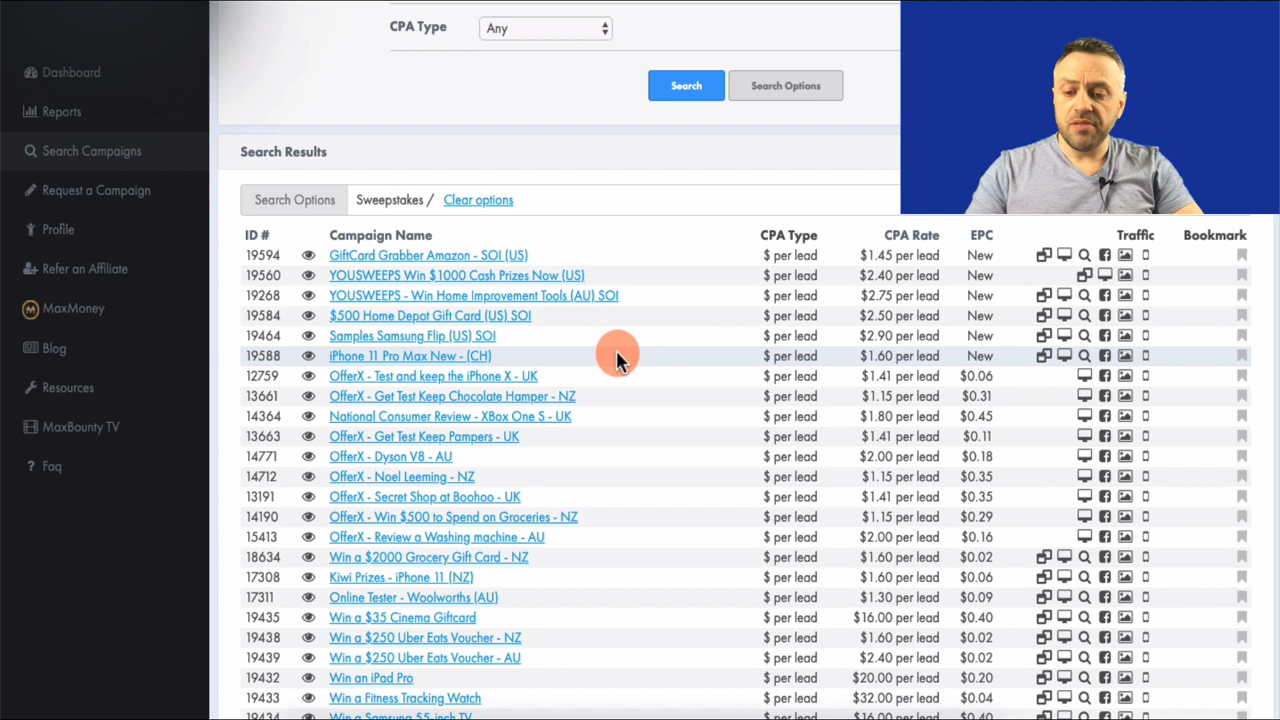 CPA Type Any
Search Search Options
Dashboard
Reports
Search Campaigns
Request a Campaign
Profile
Refer an Affiliate
MaxMoney
Blog
Resources
MaxBounty TV
? Faq
Search Results
Search Options Sweepstakes / Clear options
ID # Campaign Name CPA Type CPA Rate EPC Traffic Bookmark
19594 GiftCard Grabber Amazon - SOI (US) $ per lead $1.45 per lead New
19560 YOUSWEEPS Win $1000 Cash Prizes Now (US) $ per lead $2.40 per lead New
19268 YOUSWEEPS - Win Home Improvement Tools (AU) SOI $ per lead $2.75 per lead New
19584 $500 Home Depot Gift Card (US) SOI $ per lead $2.50 per lead New
19464 Samples Samsung Flip (US) SOI $ per lead $2.90 per lead New
19588 iPhone 11 Pro Max New - (CH) $ per lead $1.60 per lead New
12759 OfferX - Test and keep the iPhone X - UK $ per lead $1.41 per lead $0.06
13661 OfferX - Get Test Keep Chocolate Hamper - NZ $ per lead $1.15 per lead $0.31
14364 National Consumer Review - XBox One S - UK $ per lead $1.80 per lead $0.45
13663 OfferX - Get Test Keep Pampers - UK $ per lead $1.41 per lead $0.11
14771 OfferX - Dyson V8 - AU $ per lead $2.00 per lead $0.18
14712 OfferX - Noel Leeming - NZ $ per lead $1.15 per lead $0.35
13191 OfferX - Secret Shop at Boohoo - UK $ per lead $1.41 per lead $0.35
14190 OfferX - Win $500 to Spend on Groceries - NZ $ per lead $1.15 per lead $0.29
15413 OfferX - Review a Washing machine - AU $ per lead $2.00 per lead $0.16
18634 Win a $2000 Grocery Gift Card - NZ $ per lead $1.60 per lead $0.02
17308 Kiwi Prizes - iPhone 11 (NZ) $ per lead $1.60 per lead $0.06
17311 Online Tester - Woolworths (AU) $ per lead $1.30 per lead $0.09
19435 Win a $35 Cinema Giftcard $ per lead $16.00 per lead $0.40
19438 Win a $250 Uber Eats Voucher - NZ $ per lead $1.60 per lead $0.02
19439 Win a $250 Uber Eats Voucher - AU $ per lead $2.40 per lead $0.02
19432 Win an iPad Pro $ per lead $20.00 per lead $0.20
19433 Win a Fitness Tracking Watch $ per lead $32.00 per lead $0.04
19434 Win a Samsung 55-inch TV $ per lead $16.00 per lead $0.40